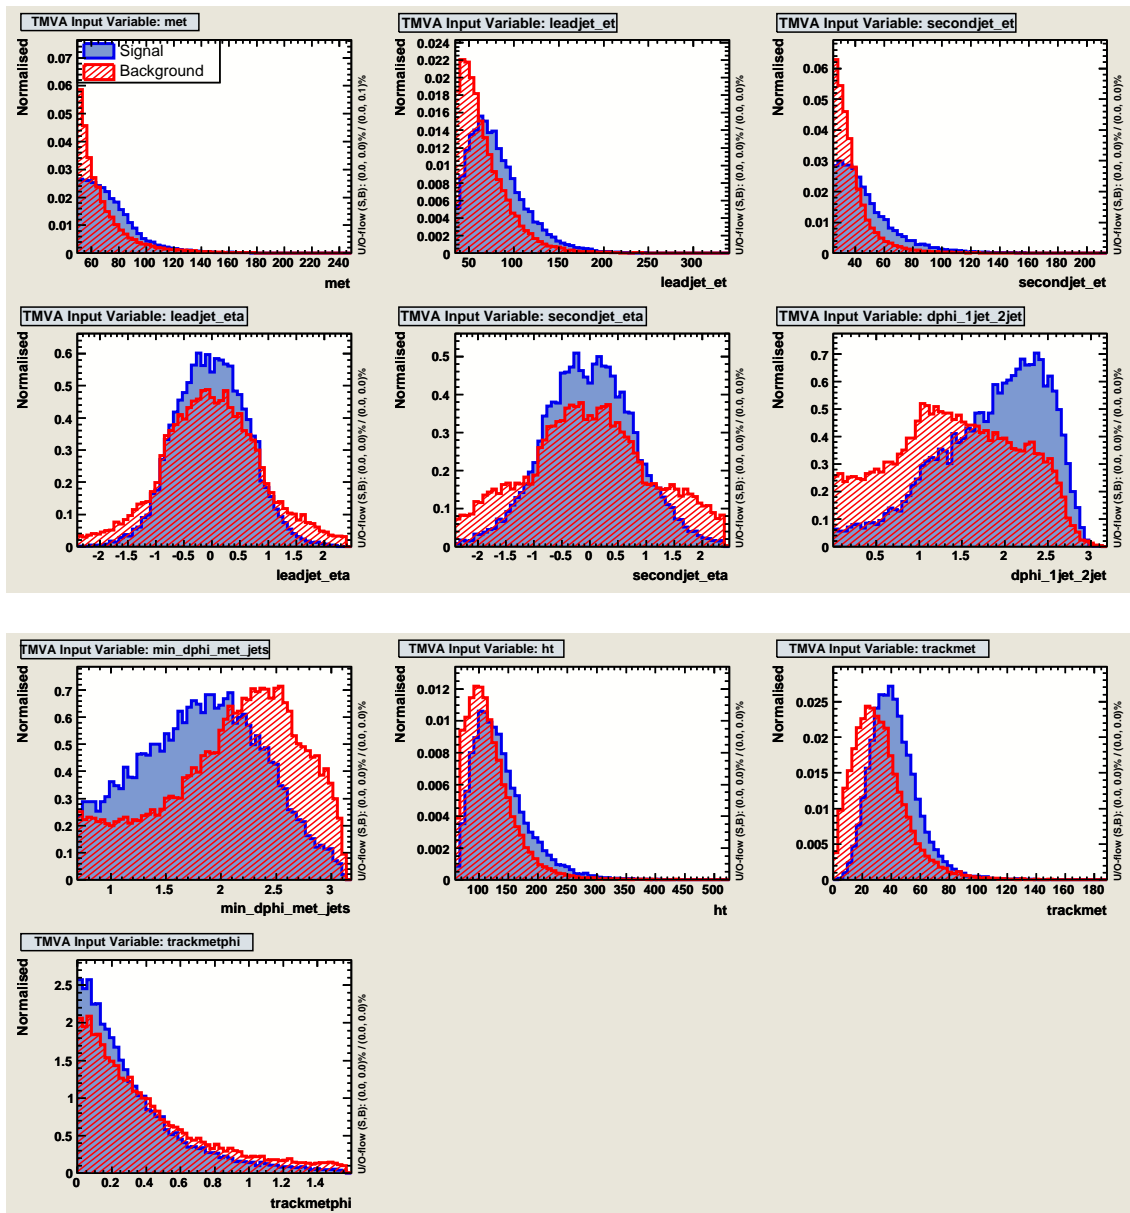 TMVA Input Variable: met
Normalised
0.07
0.06
0.05
0.04
0.03
0.02
0.01
0
Signal
Background
60 80 100 120 140 160 180 200 220 240
met
U/O-flow (S,B): (0.0, 0.0)% / (0.0, 0.1)%
TMVA Input Variable: leadjet_et
Normalised
0.024
0.022
0.02
0.018
0.016
0.014
0.012
0.01
0.008
0.006
0.004
0.002
0
50 100 150 200 250 300
leadjet_et
U/O-flow (S,B): (0.0, 0.0)% / (0.0, 0.0)%
TMVA Input Variable: secondjet_et
Normalised
0.06
0.05
0.04
0.03
0.02
0.01
0
40 60 80 100 120 140 160 180 200
secondjet_et
U/O-flow (S,B): (0.0, 0.0)% / (0.0, 0.0)%
TMVA Input Variable: leadjet_eta
Normalised
0.6
0.5
0.4
0.3
0.2
0.1
0
-2 -1.5 -1 -0.5 0 0.5 1 1.5 2
leadjet_eta
U/O-flow (S,B): (0.0, 0.0)% / (0.0, 0.0)%
TMVA Input Variable: secondjet_eta
Normalised
0.5
0.4
0.3
0.2
0.1
0
-2 -1.5 -1 -0.5 0 0.5 1 1.5 2
secondjet_eta
U/O-flow (S,B): (0.0, 0.0)% / (0.0, 0.0)%
TMVA Input Variable: dphi_1jet_2jet
Normalised
0.7
0.6
0.5
0.4
0.3
0.2
0.1
0
0.5 1 1.5 2 2.5 3
dphi_1jet_2jet
U/O-flow (S,B): (0.0, 0.0)% / (0.0, 0.0)%
TMVA Input Variable: min_dphi_met_jets
Normalised
0.7
0.6
0.5
0.4
0.3
0.2
0.1
0
1 1.5 2 2.5 3
min_dphi_met_jets
U/O-flow (S,B): (0.0, 0.0)% / (0.0, 0.0)%
TMVA Input Variable: ht
Normalised
0.012
0.01
0.008
0.006
0.004
0.002
0
100 150 200 250 300 350 400 450 500
ht
U/O-flow (S,B): (0.0, 0.0)% / (0.0, 0.0)%
TMVA Input Variable: trackmet
Normalised
0.025
0.02
0.015
0.01
0.005
0
0 20 40 60 80 100 120 140 160 180
trackmet
U/O-flow (S,B): (0.0, 0.0)% / (0.0, 0.0)%
TMVA Input Variable: trackmetphi
Normalised
2.5
2
1.5
1
0.5
0
0 0.2 0.4 0.6 0.8 1 1.2 1.4
trackmetphi
U/O-flow (S,B): (0.0, 0.0)% / (0.0, 0.0)%